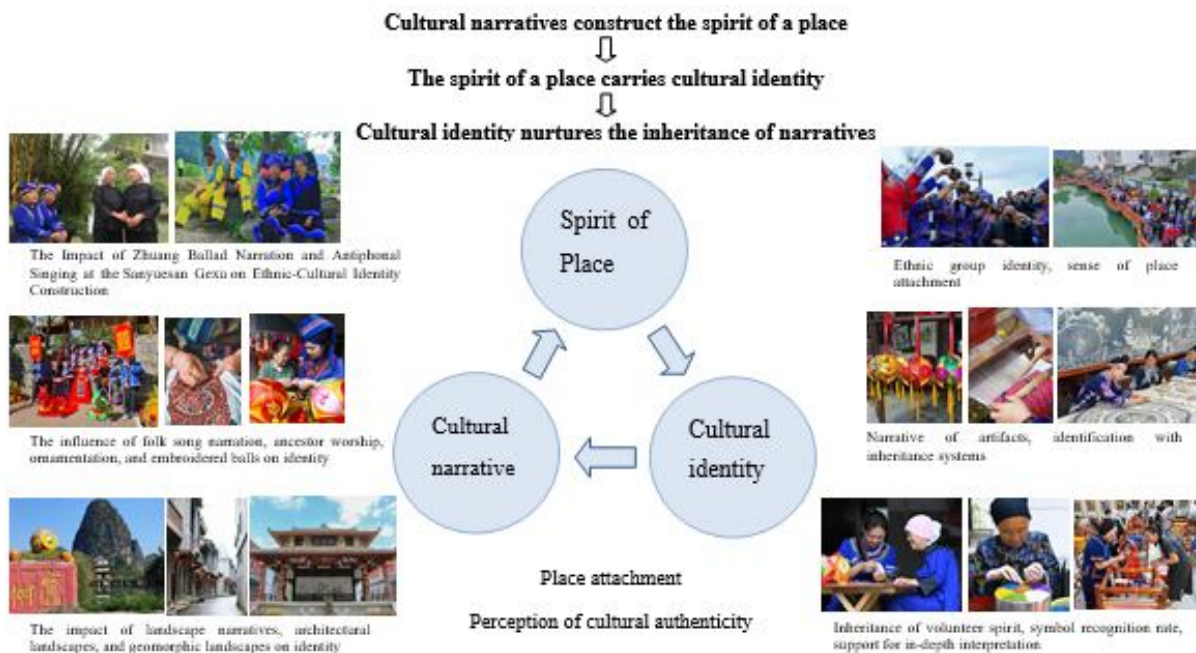 Cultural narratives construct the spirit of a place
The spirit of a place carries cultural identity
Cultural identity nurtures the inheritance of narratives
The Impact of Zhuang Ballad Narration and Antiphonal
Singing at the Sanyuesan Gexu on Ethnic-Cultural Identity
Construction
The influence of folk song narration, ancestor worship,
ornamentation, and embroidered balls on identity
The impact of landscape narratives, architectural
landscapes, and geomorphic landscapes on identity
Spirit of
Place
Cultural
narrative
Cultural
identity
Place attachment
Perception of cultural authenticity
Ethnic group identity, sense of place
attachment
Narrative of artifacts, identification with
inheritance systems
Inheritance of volunteer spirit, symbol recognition rate,
support for in-depth interpretation